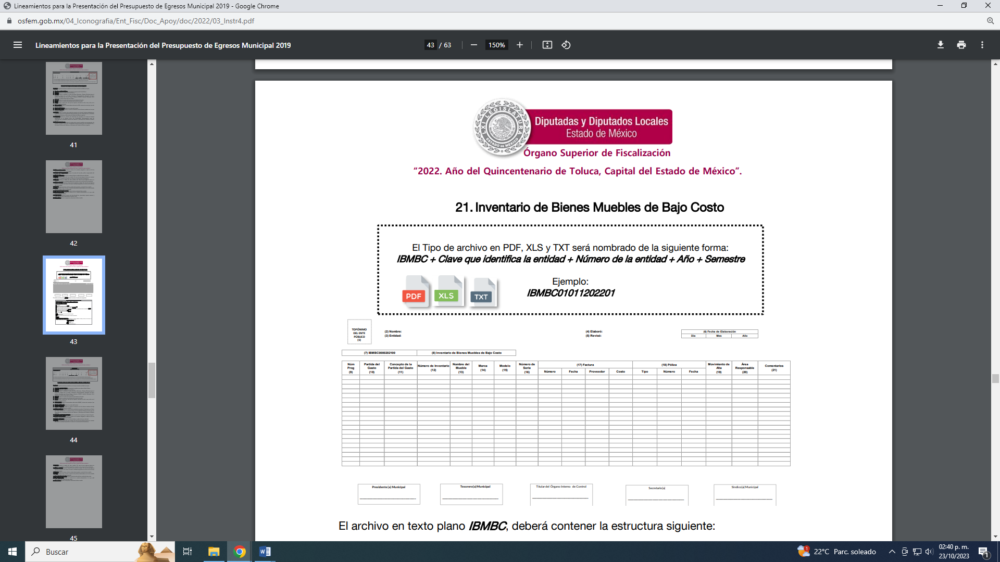 Lineamientos para la Presentación del Presupuesto de Egresos Municipal 2019 - Google Chrome
osfem.gob.mx/04_Iconografia/Ent_Fisc/Doc_Apoy/doc/2022/03_Instr4.pdf
Lineamientos para la Presentación del Presupuesto de Egresos Municipal 2019
43 / 63
150%
41
42
43
44
45
LXI LEGISLATURA
ESTADO DE MÉXICO
Diputadas y Diputados Locales
Estado de México
Órgano Superior de Fiscalización
“2022. Año del Quincentenario de Toluca, Capital del Estado de México”.
21. Inventario de Bienes Muebles de Bajo Costo
El Tipo de archivo en PDF, XLS y TXT será nombrado de la siguiente forma:
IBMBC + Clave que identifica la entidad + Número de la entidad + Año + Semestre
PDF XLS TXT
Ejemplo:
IBMBC01011202201
TOPÓNIMO
DEL ENTE
PÚBLICO
(1)
(2) Nombre:
(3) Entidad:
(4) Elaboró:
(5) Revisó:
(6) Fecha de Elaboración
Dia Mes Año
(7) IBMBC0000202100 (8) Inventario de Bienes Muebles de Bajo Costo
Núm Prog (9) Partida del Gasto (10) Concepto de la Partida del Gasto (11) Número de Inventario (12) Nombre del Mueble (13) Marca (14) Modelo (15) Número de Serie (16) (17) Factura (18) Póliza Movimiento de Alta (19) Área Responsable (20) Comentarios (21)
Número Fecha Proveedor Costo Tipo Número Fecha
Presidente(a) Municipal Tesorero(a) Municipal Titular del Órgano Interno de Control Secretario(a) Síndico(a) Municipal
El archivo en texto plano IBMBC, deberá contener la estructura siguiente:
Buscar
1
22°C Parc. soleado
02:40 p. m.
23/10/2023
1